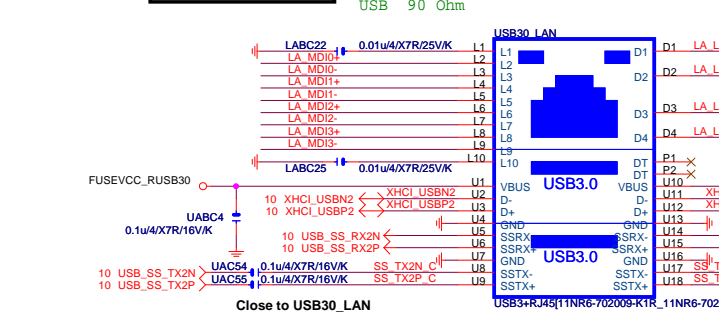 USB 90 Ohm
USB30_LAN
LABC22 0.01u/4/X7R/25V/K L1 L1 D1 D1 LA_L
LA_MDI0+ L2 L2
LA_MDI0- L3 L3 D2 D2 LA_L
LA_MDI1+ L4 L4
LA_MDI1- L5 L5
LA_MDI2+ L6 L6 D3 D3 LA_L
LA_MDI2- L7 L7
LA_MDI3+ L8 L8 D4 D4 LA_L
LA_MDI3- L9 L9
LABC25 0.01u/4/X7R/25V/K L10 L10 DT P1
DT P2
FUSEVCC_RUSB30 U1 VBUS USB3.0 VBUS U10
10 XHCI_USBN2 XHCI_USBN2 U2 D- D- U11 XH
10 XHCI_USBP2 XHCI_USBP2 U3 D+ D+ U12 XH
UABC4 U4 GND GND U13
0.1u/4/X7R/16V/K
10 USB_SS_RX2N U5 SSRX- SSRX- U14
10 USB_SS_RX2P U6 SSRX+ SSRX+ U15
U7 GND USB3.0 GND U16
10 USB_SS_TX2N UAC54 0.1u/4/X7R/16V/K SS_TX2N_C U8 SSTX- SSTX- U17 SS_T
10 USB_SS_TX2P UAC55 0.1u/4/X7R/16V/K SS_TX2P_C U9 SSTX+ SSTX+ U18 SS_T
Close to USB30_LAN
USB3+RJ45[11NR6-702009-K1R_11NR6-702